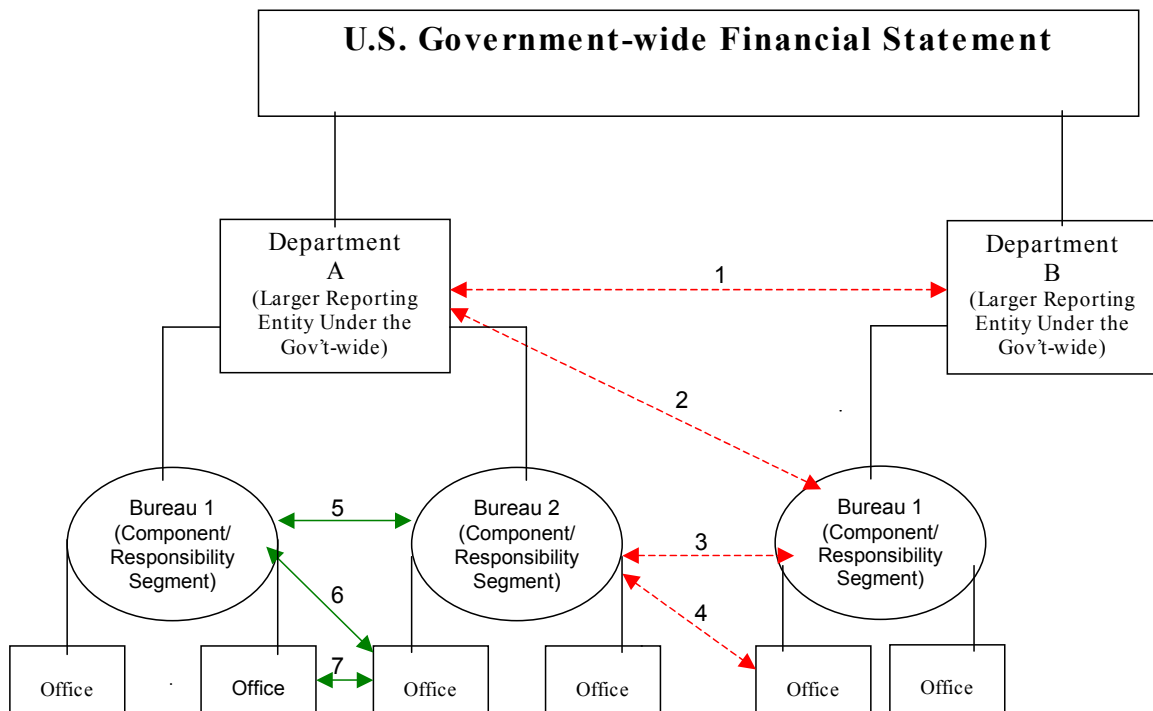 U.S. Government-wide Financial Statement
Department
A
(Larger Reporting
Entity Under the
Gov't-wide)
Department
B
(Larger Reporting
Entity Under the
Gov't-wide)
1
2
Bureau 1
(Component/
Responsibility
Segment)
5
Bureau 2
(Component/
Responsibility
Segment)
3
Bureau 1
(Component/
Responsibility
Segment)
6
4
7
Office
Office
Office
Office
Office
Office